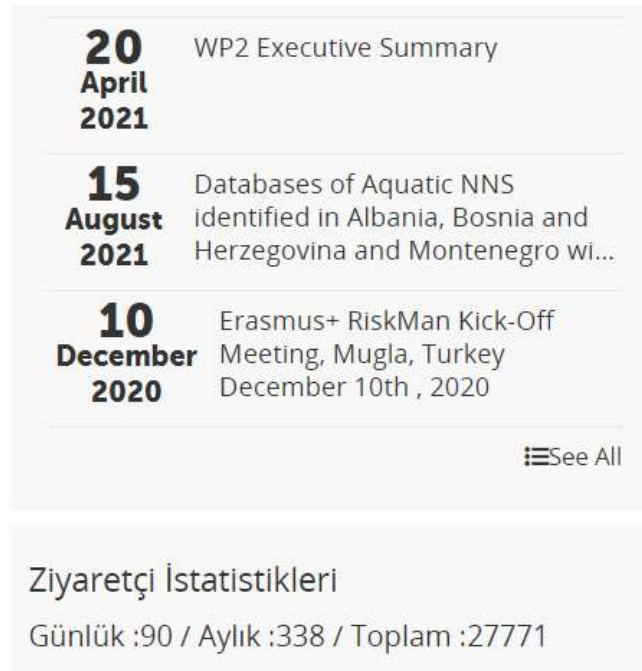 20
April
2021
WP2 Executive Summary
15
August
2021
Databases of Aquatic NNS
identified in Albania, Bosnia and
Herzegovina and Montenegro wi...
10
December
2020
Erasmus+ RiskMan Kick-Off
Meeting, Mugla, Turkey
December 10th , 2020
See All
Ziyaretçi İstatistikleri
Günlük :90 / Aylık :338 / Toplam :27771